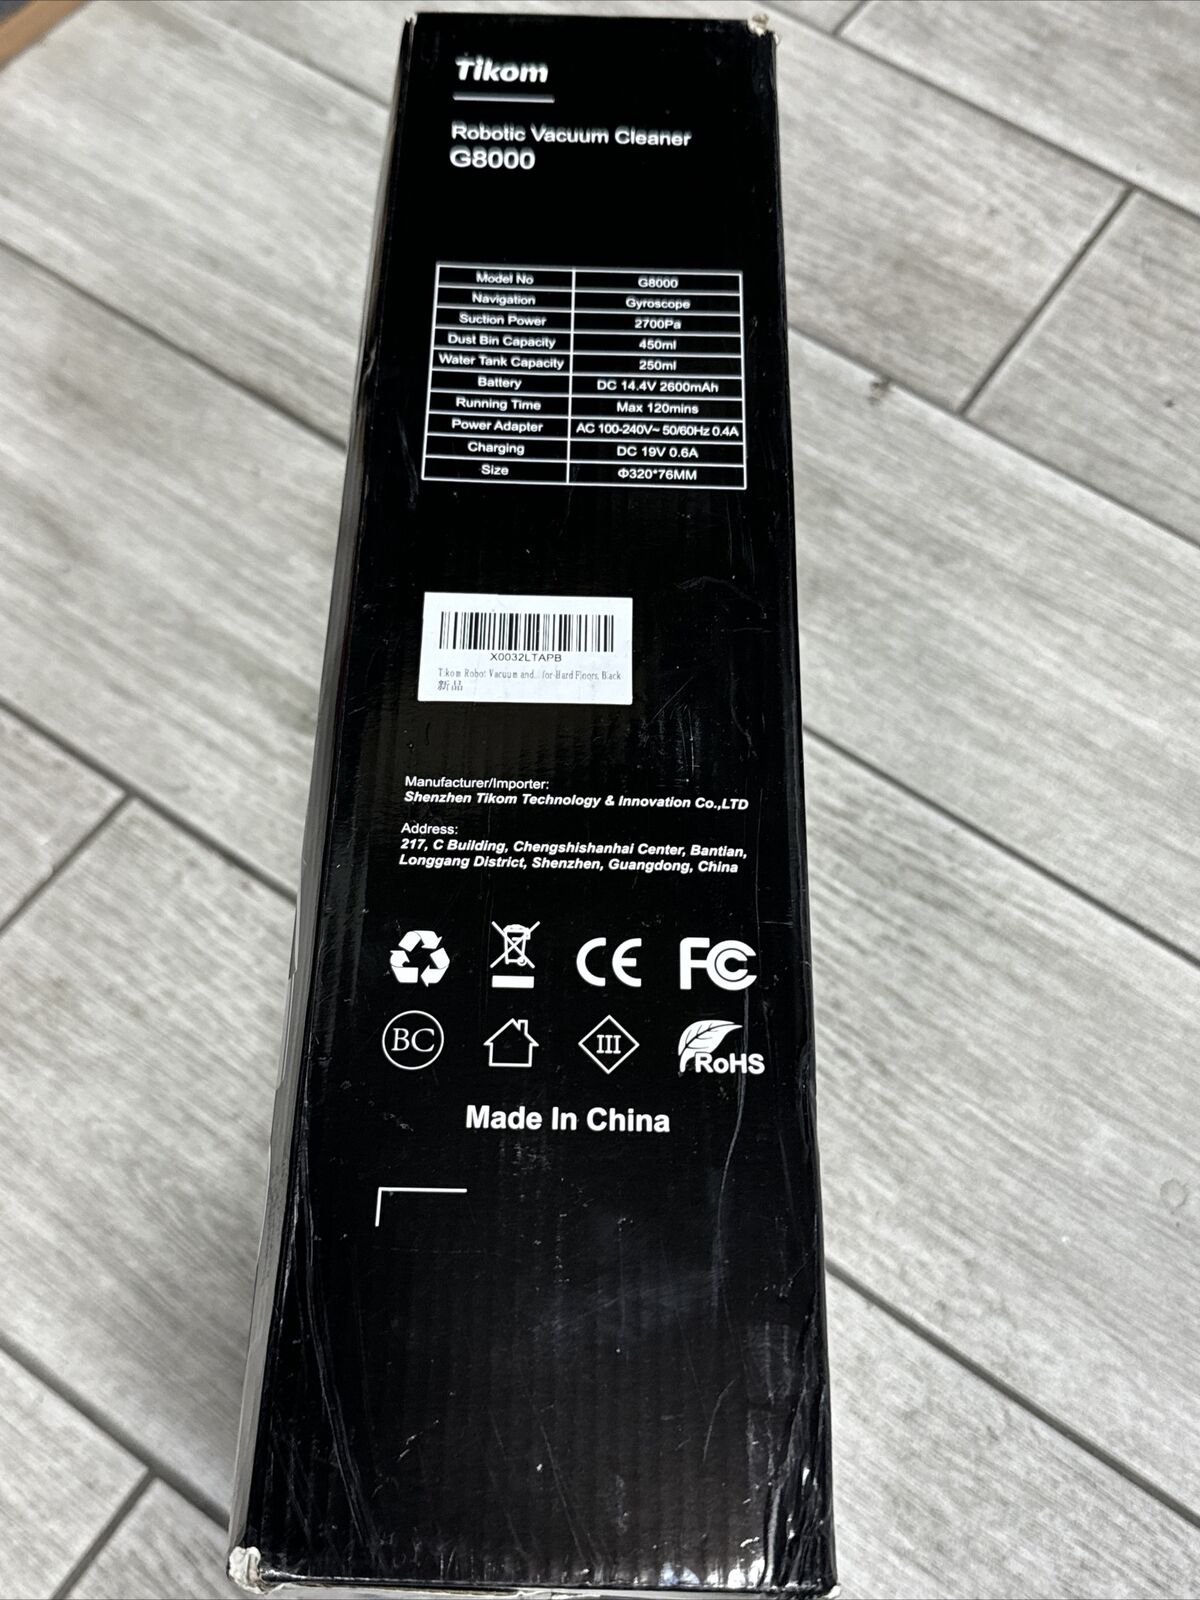 Tikom
Robotic Vacuum Cleaner
G8000
Model No G8000
Navigation Gyroscope
Suction Power 2700Pa
Dust Bin Capacity 450ml
Water Tank Capacity 250ml
Battery DC 14.4V 2600mAh
Running Time Max 120mins
Power Adapter AC 100-240V~ 50/60Hz 0.4A
Charging DC 19V 0.6A
Size Φ320*76MM
X0032LTAPB
Tikom Robot Vacuum and... for Hard Floors, Black
新品
Manufacturer/Importer:
Shenzhen Tikom Technology & Innovation Co.,LTD
Address:
217, C Building, Chengshishanhai Center, Bantian,
Longgang District, Shenzhen, Guangdong, China
CE FC
BC III RoHS
Made In China